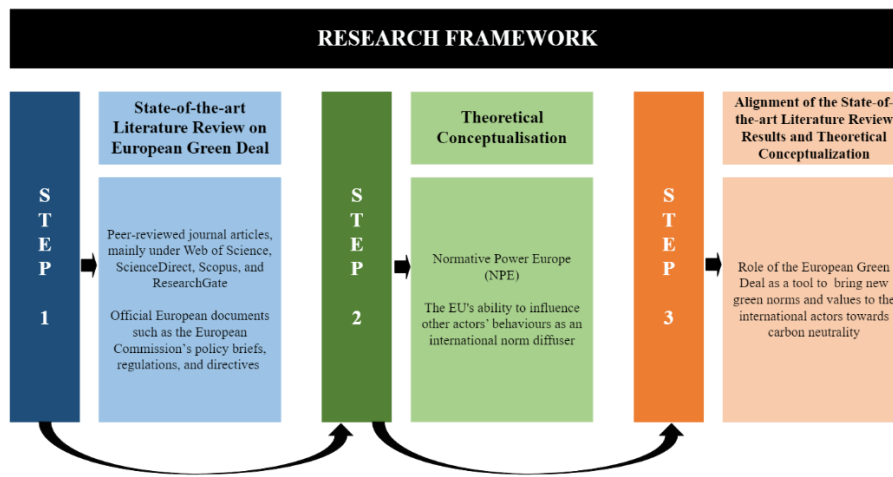 RESEARCH FRAMEWORK
STEP 1
State-of-the-art
Literature Review on
European Green Deal
Peer-reviewed journal articles,
mainly under Web of Science,
ScienceDirect, Scopus, and
ResearchGate
Official European documents
such as the European
Commission’s policy briefs,
regulations, and directives
STEP 2
Theoretical
Conceptualisation
Normative Power Europe
(NPE)
The EU's ability to influence
other actors’ behaviours as an
international norm diffuser
STEP 3
Alignment of the State-of-
the-art Literature Review
Results and Theoretical
Conceptualization
Role of the European Green
Deal as a tool to bring new
green norms and values to the
international actors towards
carbon neutrality